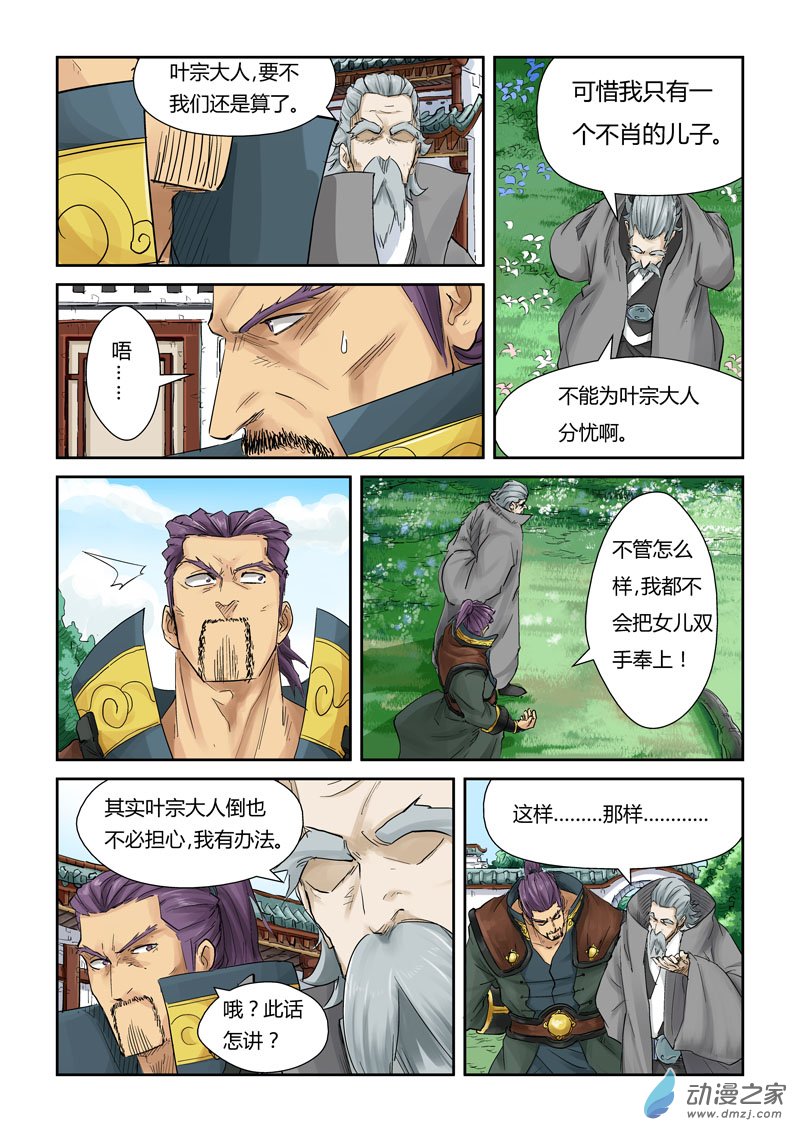 叶宗大人,要不
我们还是算了。
可惜我只有一
个不肖的儿子。
唔
……
不能为叶宗大人
分忧啊。
不管怎么
样,我都不
会把女儿双
手奉上！
其实叶宗大人倒也
不必担心,我有办法。
哦？此话
怎讲？
这样………那样…………
动漫之家
www.dmzj.com